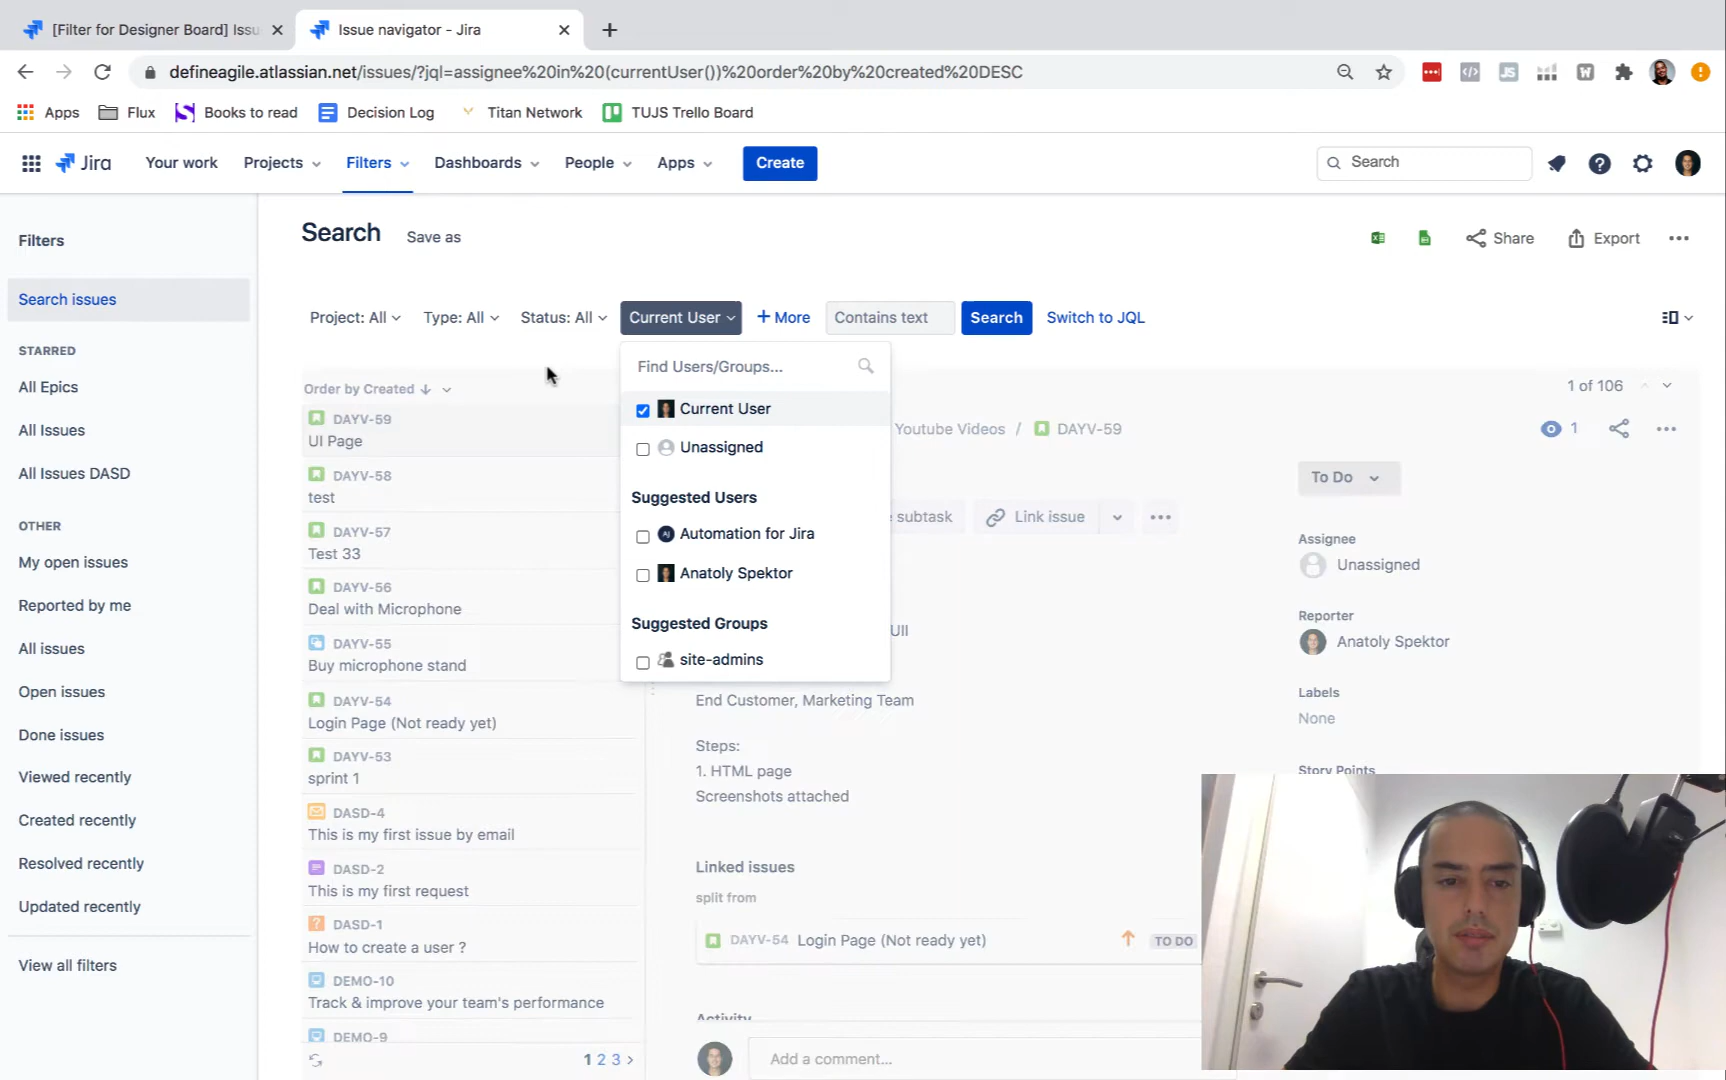 [Filter for Designer Board] Issu
Issue navigator - Jira
defineagile.atlassian.net/issues/?jql=assignee%20in%20(currentUser())%20order%20by%20created%20DESC
Apps
Flux
Books to read
Decision Log
Titan Network
TUJS Trello Board
Jira
Your work
Projects
Filters
Dashboards
People
Apps
Create
Search
Filters
Search issues
STARRED
All Epics
All Issues
All Issues DASD
OTHER
My open issues
Reported by me
All issues
Open issues
Done issues
Viewed recently
Created recently
Resolved recently
Updated recently
View all filters
Search
Save as
Share
Export
Project: All
Type: All
Status: All
Current User
+ More
Contains text
Search
Switch to JQL
Find Users/Groups...
Current User
Unassigned
Suggested Users
Automation for Jira
Anatoly Spektor
Suggested Groups
site-admins
Order by Created
DAYV-59
UI Page
DAYV-58
test
DAYV-57
Test 33
DAYV-56
Deal with Microphone
DAYV-55
Buy microphone stand
DAYV-54
Login Page (Not ready yet)
DAYV-53
sprint 1
DASD-4
This is my first issue by email
DASD-2
This is my first request
DASD-1
How to create a user ?
DEMO-10
Track & improve your team's performance
DEMO-9
1 2 3
1 of 106
Youtube Videos / DAYV-59
1
subtask
Link issue
End Customer, Marketing Team
Steps:
1. HTML page
Screenshots attached
Linked issues
split from
DAYV-54 Login Page (Not ready yet)
TO DO
Activity
Add a comment...
To Do
Assignee
Unassigned
Reporter
Anatoly Spektor
Labels
None
Story Points